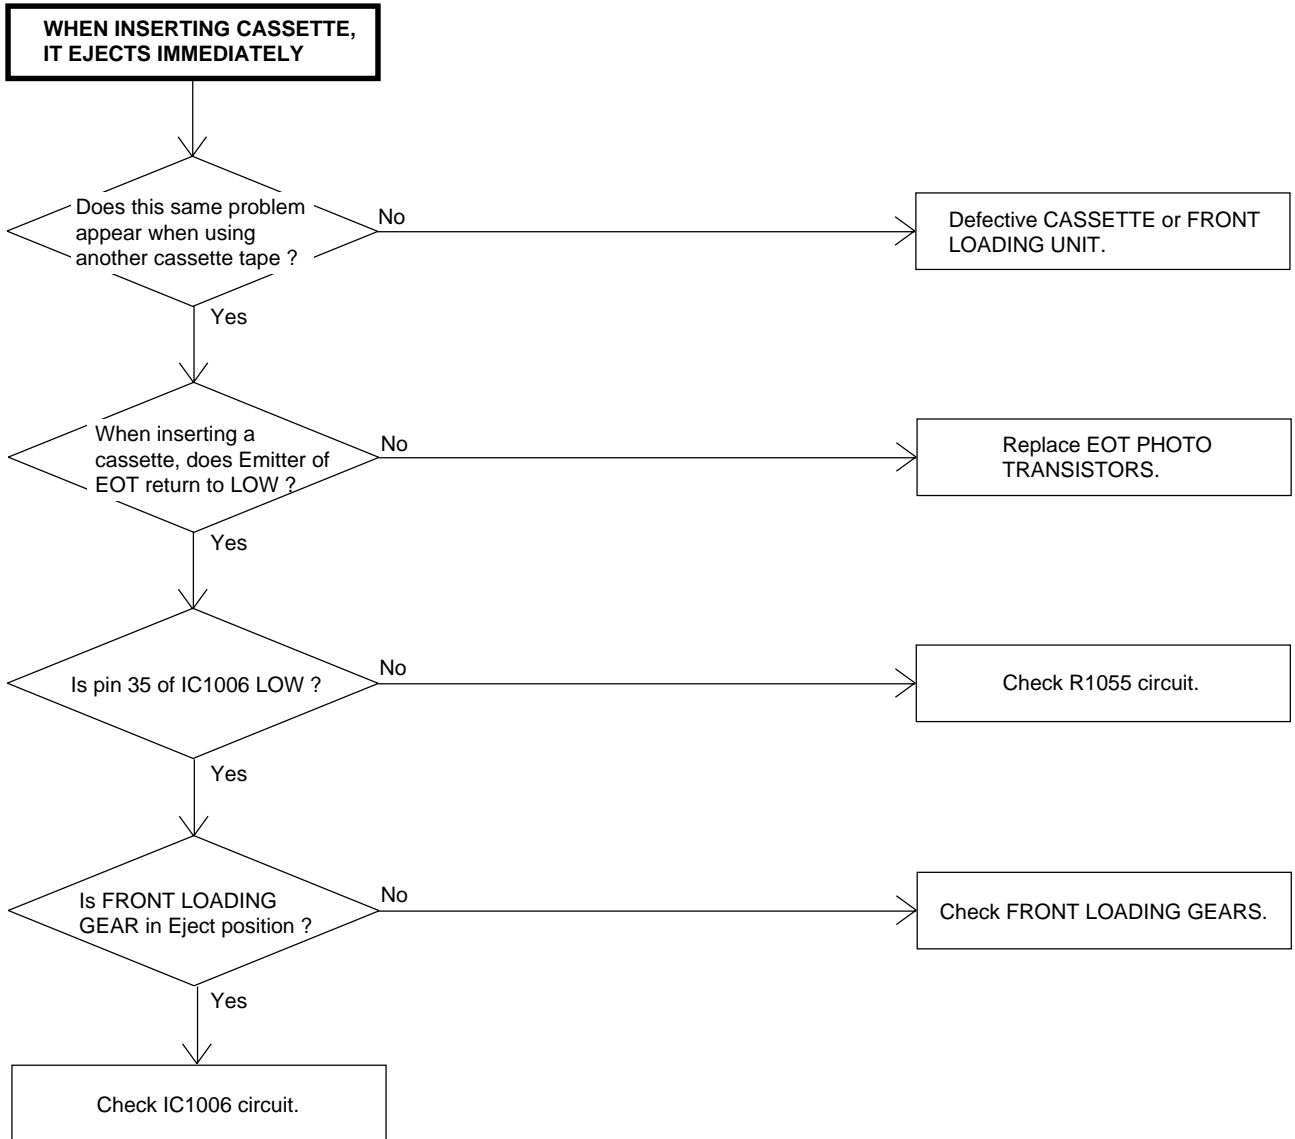 WHEN INSERTING CASSETTE,
IT EJECTS IMMEDIATELY
Does this same problem
appear when using
another cassette tape ?
No
Defective CASSETTE or FRONT
LOADING UNIT.
Yes
When inserting a
cassette, does Emitter of
EOT return to LOW ?
No
Replace EOT PHOTO
TRANSISTORS.
Yes
Is pin 35 of IC1006 LOW ?
No
Check R1055 circuit.
Yes
Is FRONT LOADING
GEAR in Eject position ?
No
Check FRONT LOADING GEARS.
Yes
Check IC1006 circuit.